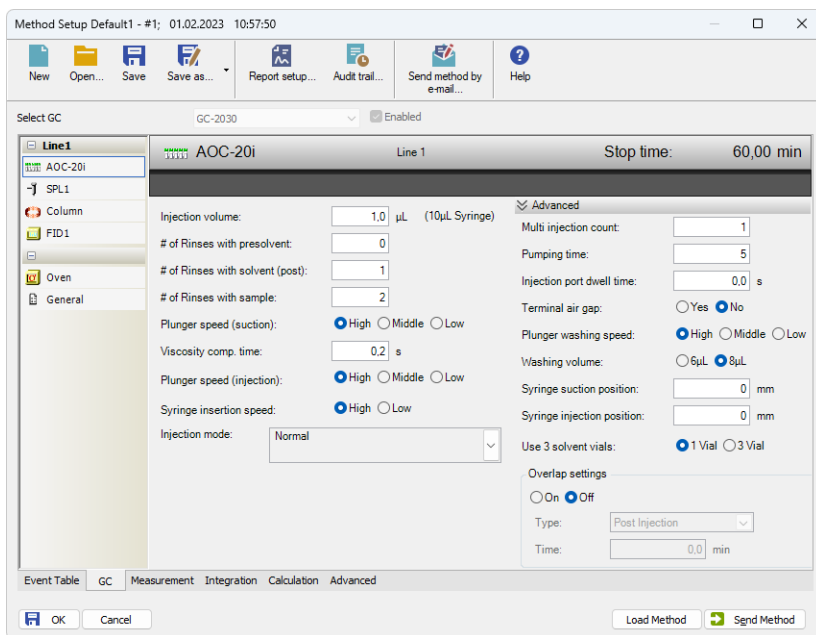 Method Setup Default1 - #1; 01.02.2023 10:57:50
New Open... Save Save as... Report setup... Audit trail... Send method by e-mail... Help
Select GC GC-2030 Enabled
Line1
AOC-20i
SPL1
Column
FID1
Oven
General
AOC-20i Line 1 Stop time: 60,00 min
Injection volume: 1,0 µL (10µL Syringe)
# of Rinses with presolvent: 0
# of Rinses with solvent (post): 1
# of Rinses with sample: 2
Plunger speed (suction): High Middle Low
Viscosity comp. time: 0,2 s
Plunger speed (injection): High Middle Low
Syringe insertion speed: High Low
Injection mode: Normal
Advanced
Multi injection count: 1
Pumping time: 5
Injection port dwell time: 0,0 s
Terminal air gap: Yes No
Plunger washing speed: High Middle Low
Washing volume: 6µL 8µL
Syringe suction position: 0 mm
Syringe injection position: 0 mm
Use 3 solvent vials: 1 Vial 3 Vial
Overlap settings
On Off
Type: Post Injection
Time: 0,0 min
Event Table GC Measurement Integration Calculation Advanced
OK Cancel Load Method Send Method